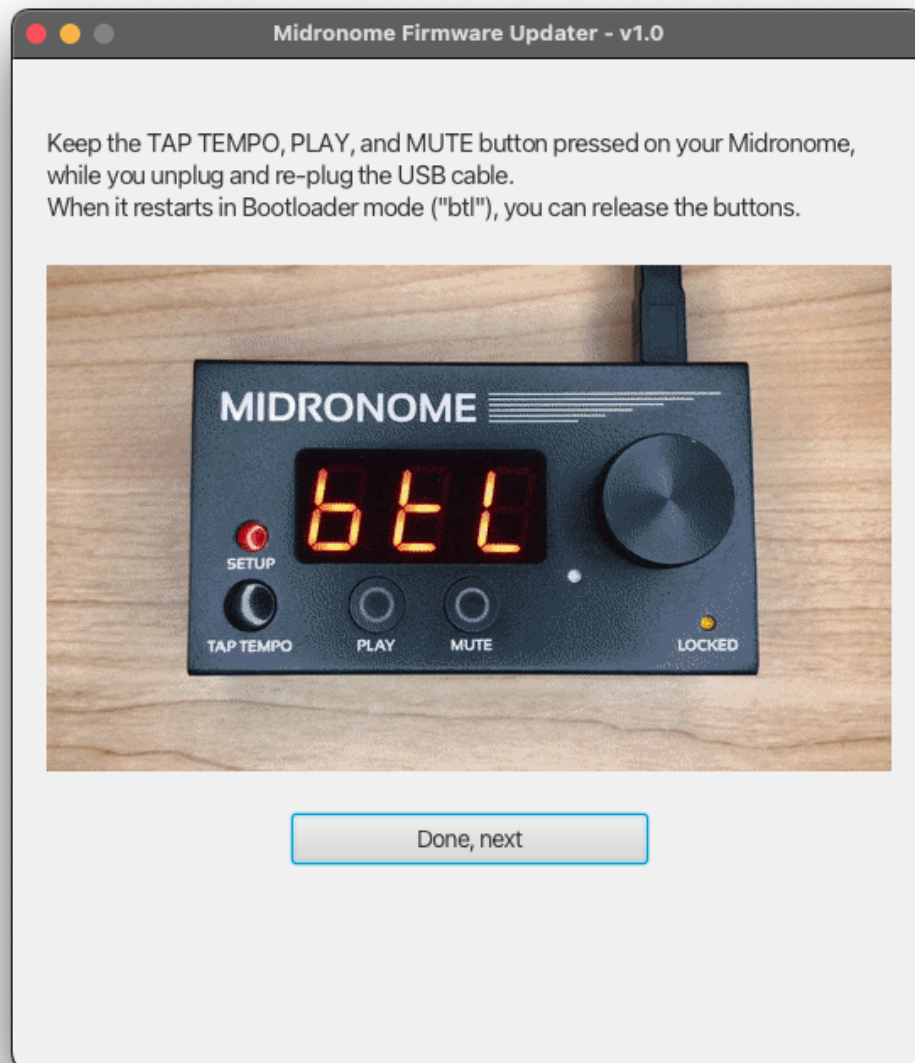 Midronome Firmware Updater - v1.0
Keep the TAP TEMPO, PLAY, and MUTE button pressed on your Midronome,
while you unplug and re-plug the USB cable.
When it restarts in Bootloader mode ("btl"), you can release the buttons.
MIDRONOME
btL
SETUP
TAP TEMPO
PLAY
MUTE
LOCKED
Done, next